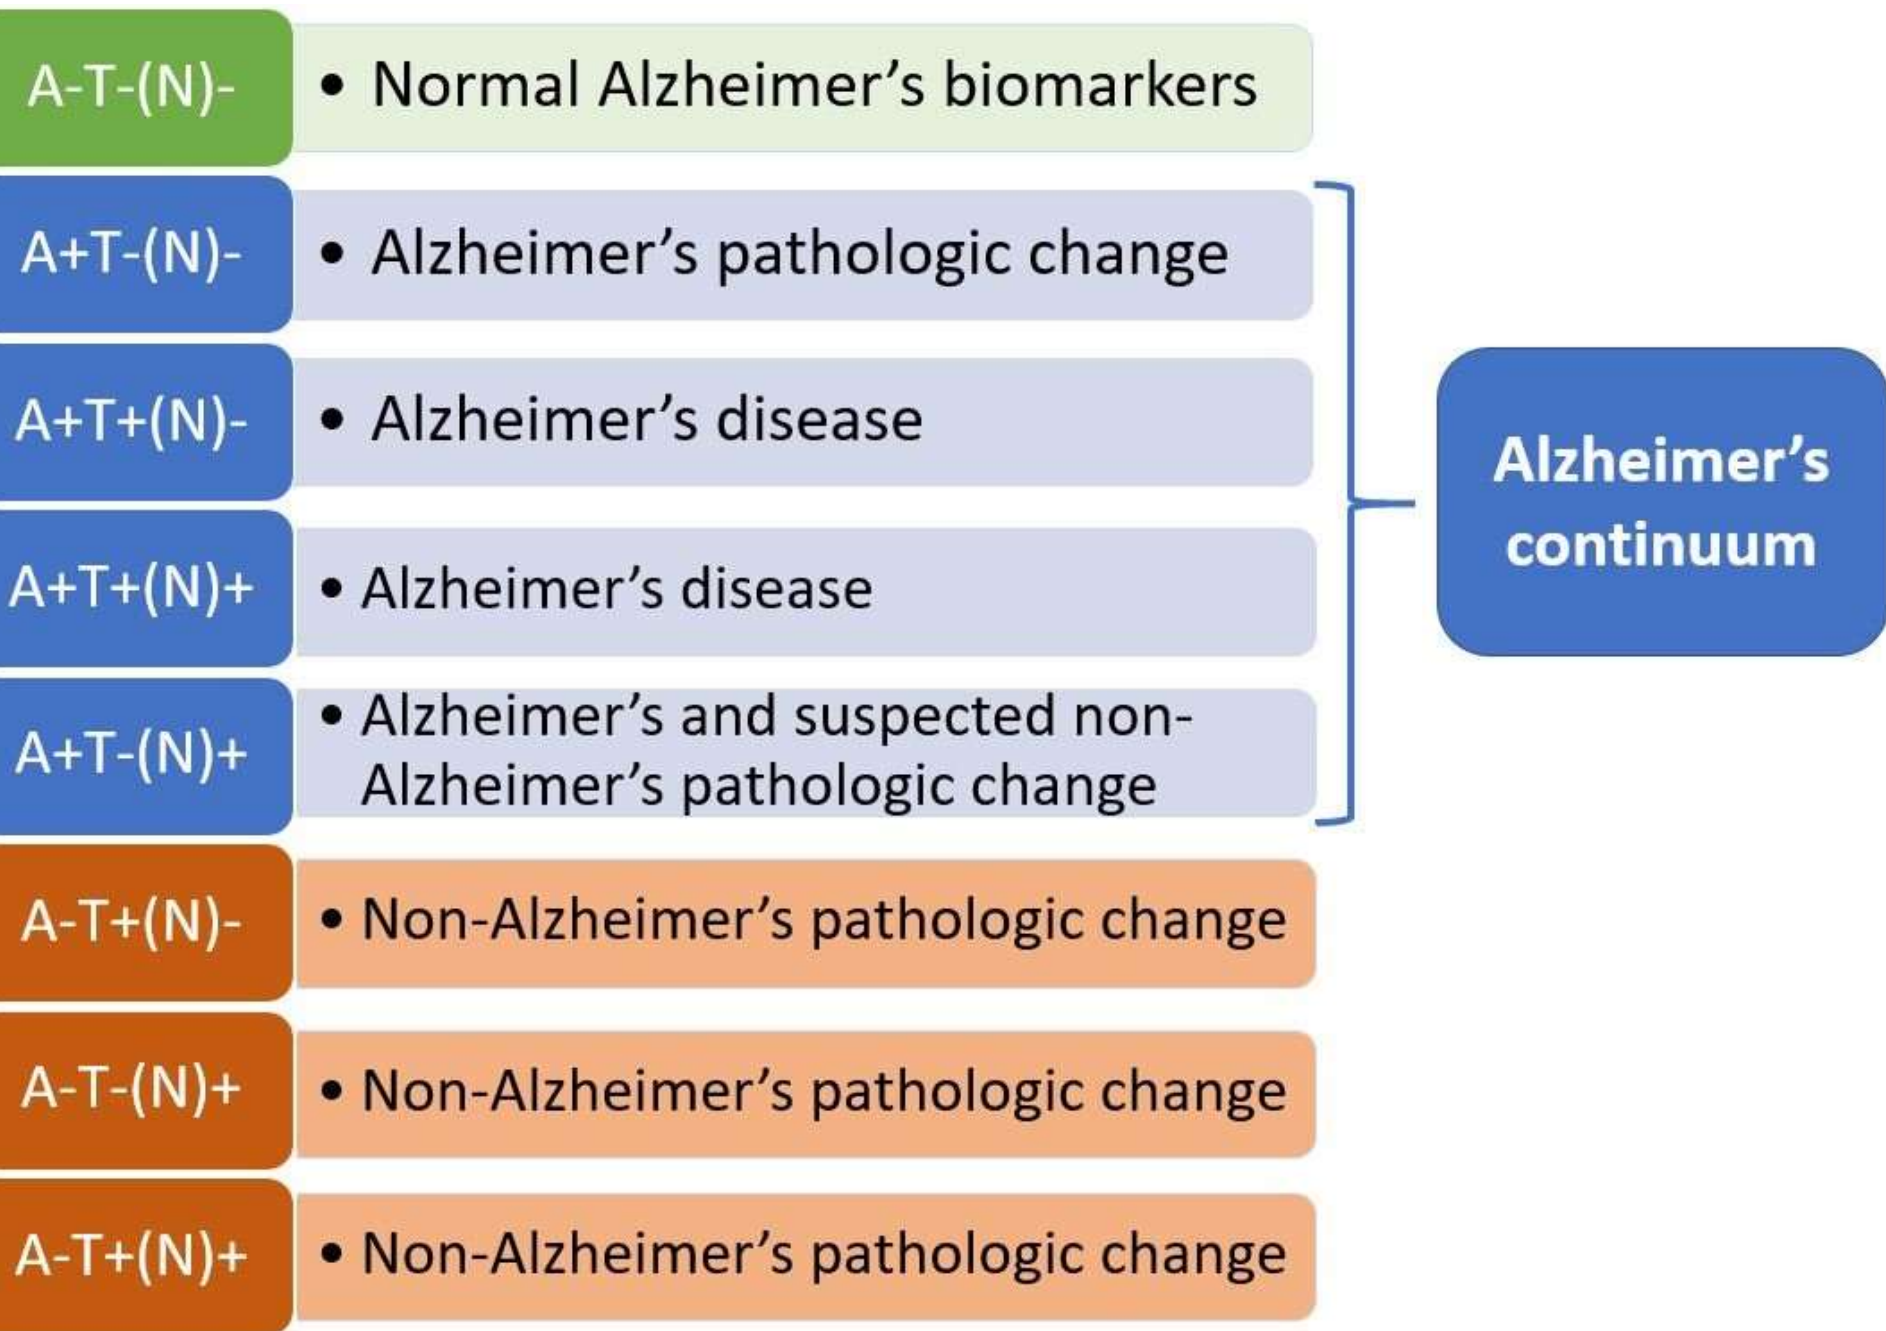 A-T-(N)-
• Normal Alzheimer’s biomarkers
A+T-(N)-
• Alzheimer’s pathologic change
A+T+(N)-
• Alzheimer’s disease
A+T+(N)+
• Alzheimer’s disease
A+T-(N)+
• Alzheimer’s and suspected non-
Alzheimer’s pathologic change
A-T+(N)-
• Non-Alzheimer’s pathologic change
A-T-(N)+
• Non-Alzheimer’s pathologic change
A-T+(N)+
• Non-Alzheimer’s pathologic change
Alzheimer’s
continuum